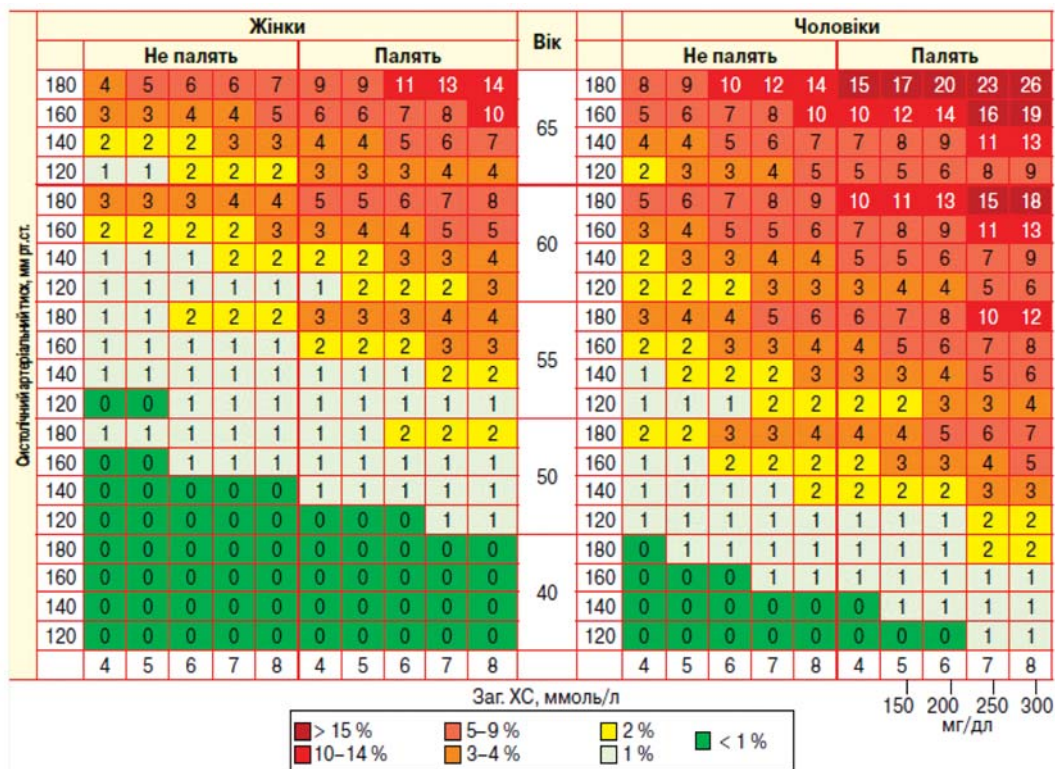 Жінки Вік Чоловіки
Не палять Палять Не палять Палять
Систолічний артеріальний тиск, мм рт.ст.
180 4 5 6 6 7 9 9 11 13 14 180 8 9 10 12 14 15 17 20 23 26
160 3 3 4 4 5 6 6 7 8 10 160 5 6 7 8 10 10 12 14 16 19
65
140 2 2 2 3 3 4 4 5 6 7 140 4 4 5 6 7 7 8 9 11 13
120 1 1 2 2 2 3 3 3 4 4 120 2 3 3 4 5 5 5 6 8 9
180 3 3 3 4 4 5 5 6 7 8 180 5 6 7 8 9 10 11 13 15 18
160 2 2 2 2 3 3 4 4 5 5 160 3 4 5 5 6 7 8 9 11 13
60
140 1 1 1 2 2 2 2 3 3 4 140 2 3 3 4 4 5 5 6 7 9
120 1 1 1 1 1 1 2 2 2 3 120 2 2 2 3 3 3 4 4 5 6
180 1 1 2 2 2 3 3 3 4 4 180 3 4 4 5 6 6 7 8 10 12
160 1 1 1 1 1 2 2 2 3 3 160 2 2 3 3 4 4 5 6 7 8
55
140 1 1 1 1 1 1 1 1 2 2 140 1 2 2 2 3 3 3 4 5 6
120 0 0 1 1 1 1 1 1 1 1 120 1 1 1 2 2 2 2 3 3 4
180 1 1 1 1 1 1 1 2 2 2 180 2 2 3 3 4 4 4 5 6 7
160 0 0 1 1 1 1 1 1 1 1 160 1 1 2 2 2 2 3 3 4 5
50
140 0 0 0 0 0 1 1 1 1 1 140 1 1 1 1 2 2 2 2 3 3
120 0 0 0 0 0 0 0 0 1 1 120 1 1 1 1 1 1 1 1 2 2
180 0 0 0 0 0 0 0 0 0 0 180 0 1 1 1 1 1 1 1 2 2
160 0 0 0 0 0 0 0 0 0 0 160 0 0 0 1 1 1 1 1 1 1
40
140 0 0 0 0 0 0 0 0 0 0 140 0 0 0 0 0 0 1 1 1 1
120 0 0 0 0 0 0 0 0 0 0 120 0 0 0 0 0 0 0 0 1 1
4 5 6 7 8 4 5 6 7 8 4 5 6 7 8 4 5 6 7 8
Заг. ХС, ммоль/л
150 200 250 300
мг/дл
> 15 % 5–9 % 2 % < 1 %
10–14 % 3–4 % 1 %